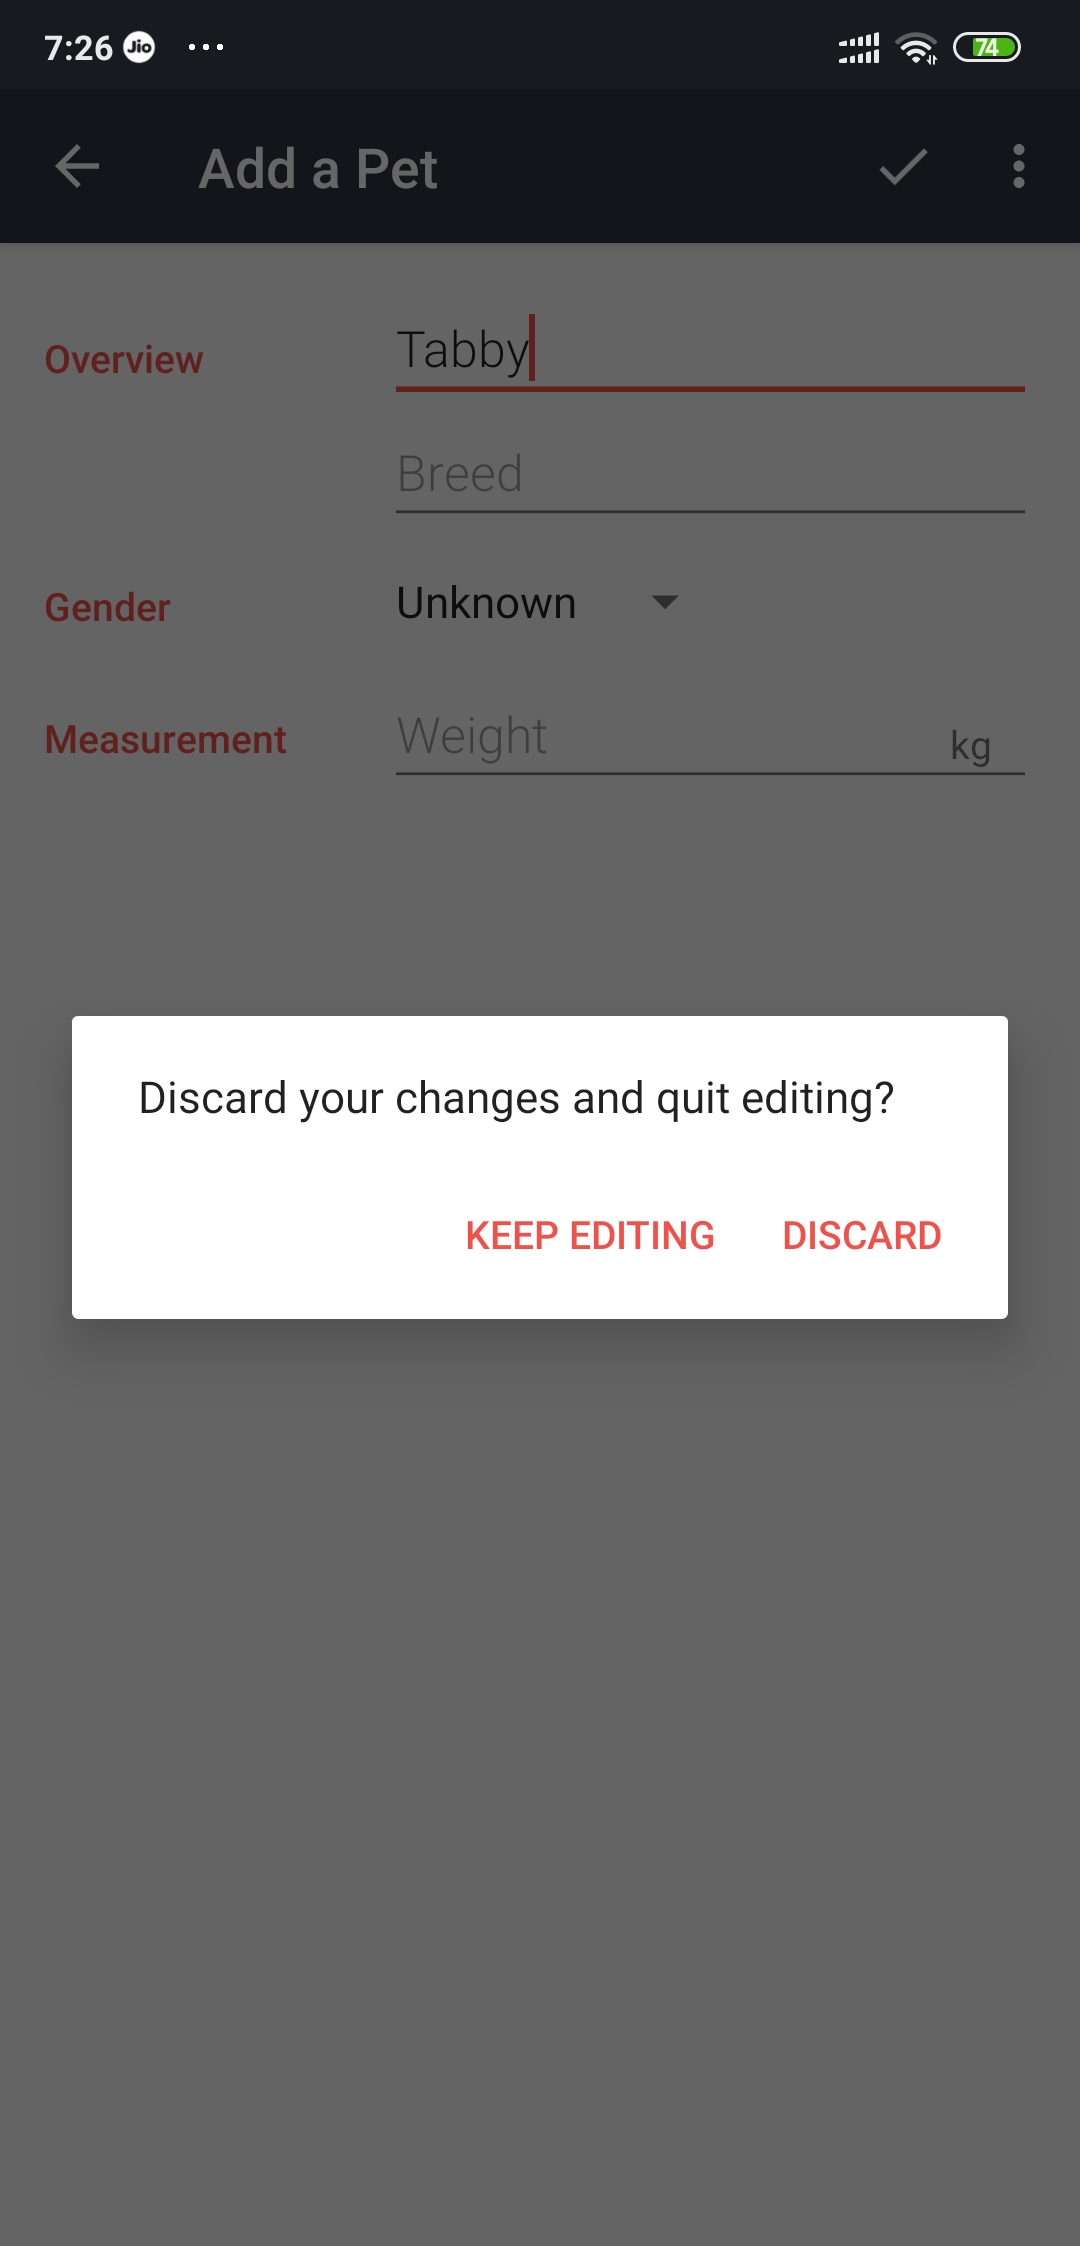 7:26 Jio ... 74
Add a Pet
Overview Tabby
Breed
Gender Unknown
Measurement Weight kg
Discard your changes and quit editing?
KEEP EDITING DISCARD